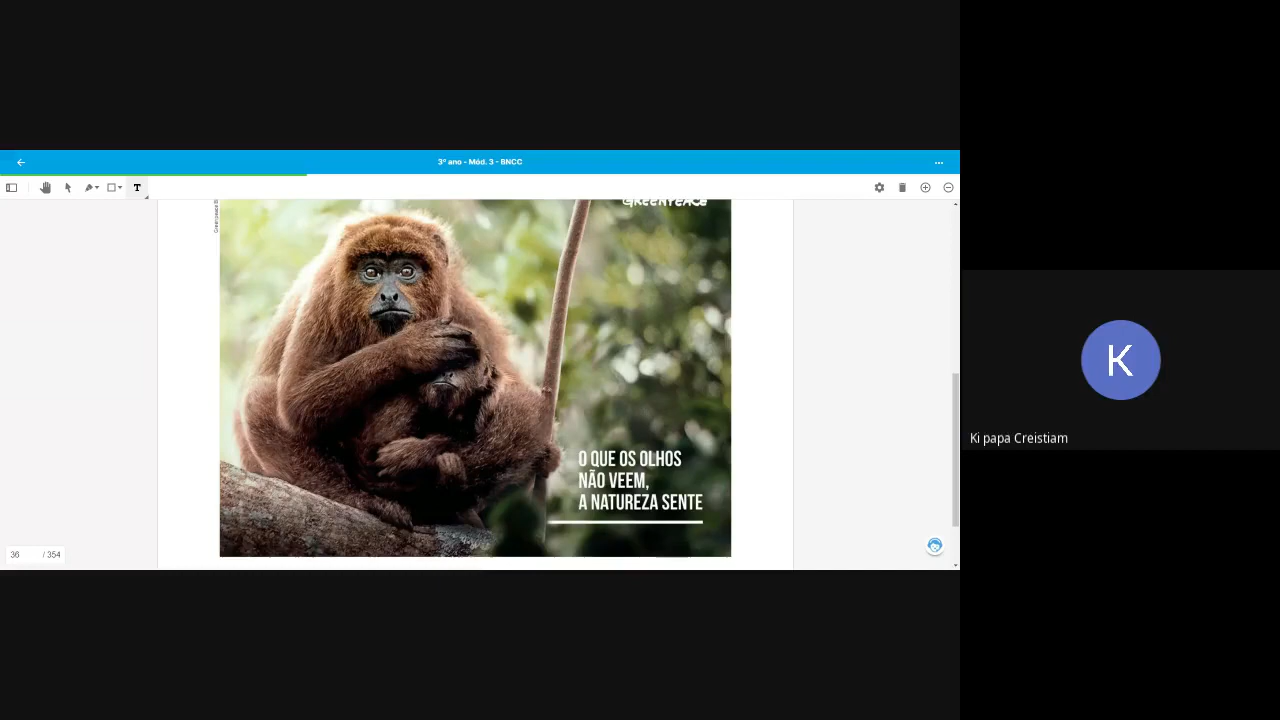 3º ano - Mód. 3 - BNCC
T
GREENPEACE
O QUE OS OLHOS
NÃO VEEM,
A NATUREZA SENTE
36 / 354
K
Ki papa Creistiam